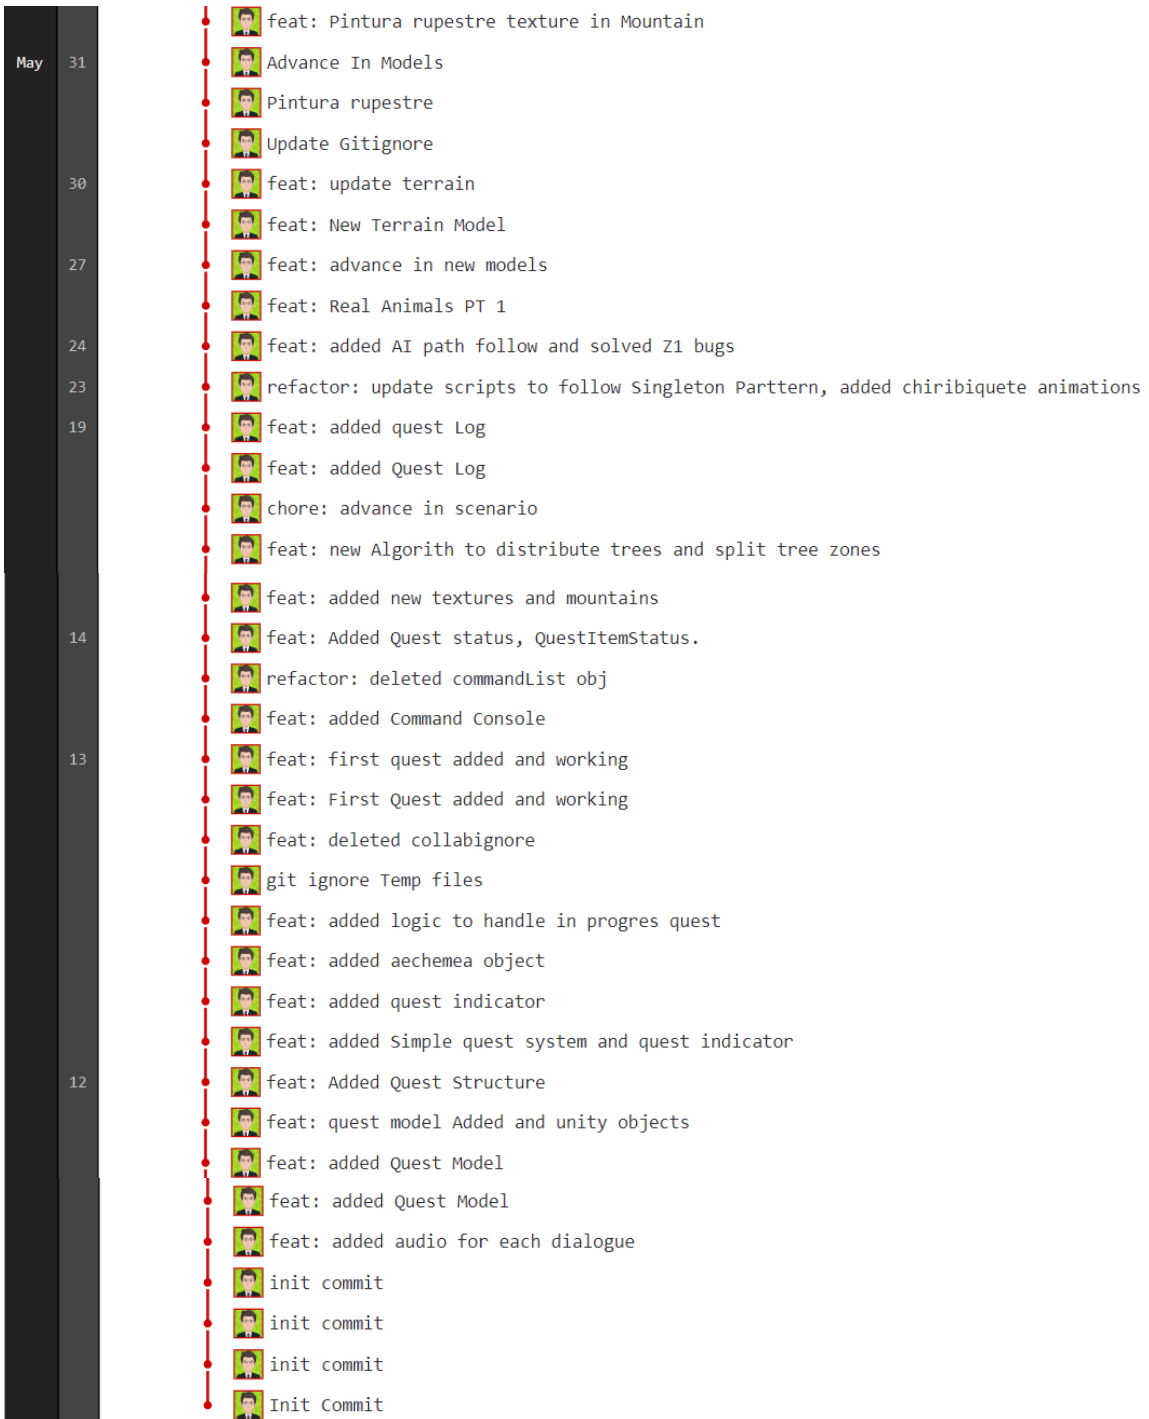 feat: Pintura rupestre texture in Mountain
May 31 Advance In Models
Pintura rupestre
Update Gitignore
30 feat: update terrain
feat: New Terrain Model
27 feat: advance in new models
feat: Real Animals PT 1
24 feat: added AI path follow and solved Z1 bugs
23 refactor: update scripts to follow Singleton Parttern, added chiribiquete animations
19 feat: added quest Log
feat: added Quest Log
chore: advance in scenario
feat: new Algorith to distribute trees and split tree zones
feat: added new textures and mountains
14 feat: Added Quest status, QuestItemStatus.
refactor: deleted commandList obj
feat: added Command Console
13 feat: first quest added and working
feat: First Quest added and working
feat: deleted collabignore
git ignore Temp files
feat: added logic to handle in progres quest
feat: added aechemea object
feat: added quest indicator
feat: added Simple quest system and quest indicator
12 feat: Added Quest Structure
feat: quest model Added and unity objects
feat: added Quest Model
feat: added Quest Model
feat: added audio for each dialogue
init commit
init commit
init commit
Init Commit